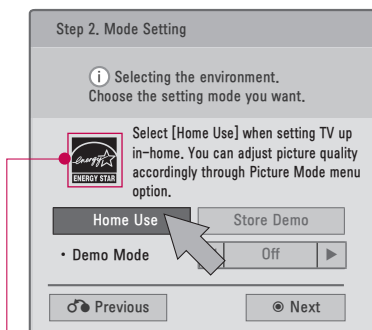 Step 2. Mode Setting
i Selecting the environment.
Choose the setting mode you want.
energy
ENERGY STAR
Select [Home Use] when setting TV up
in-home. You can adjust picture quality
accordingly through Picture Mode menu
option.
Home Use Store Demo
• Demo Mode Off ▶
Previous ◉ Next